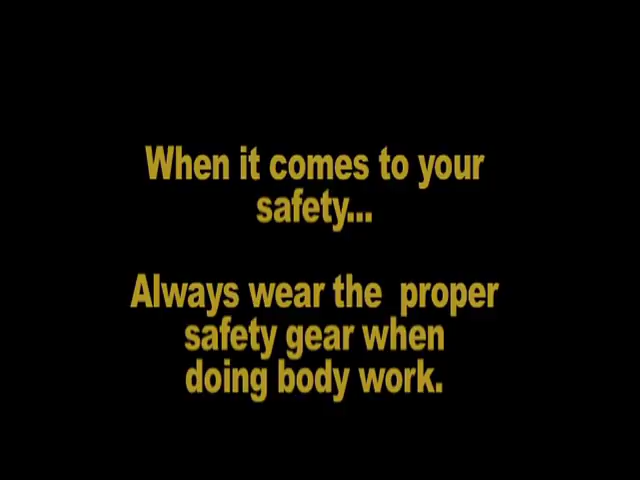 When it comes to your
safety...
Always wear the  proper
safety gear when
doing body work.